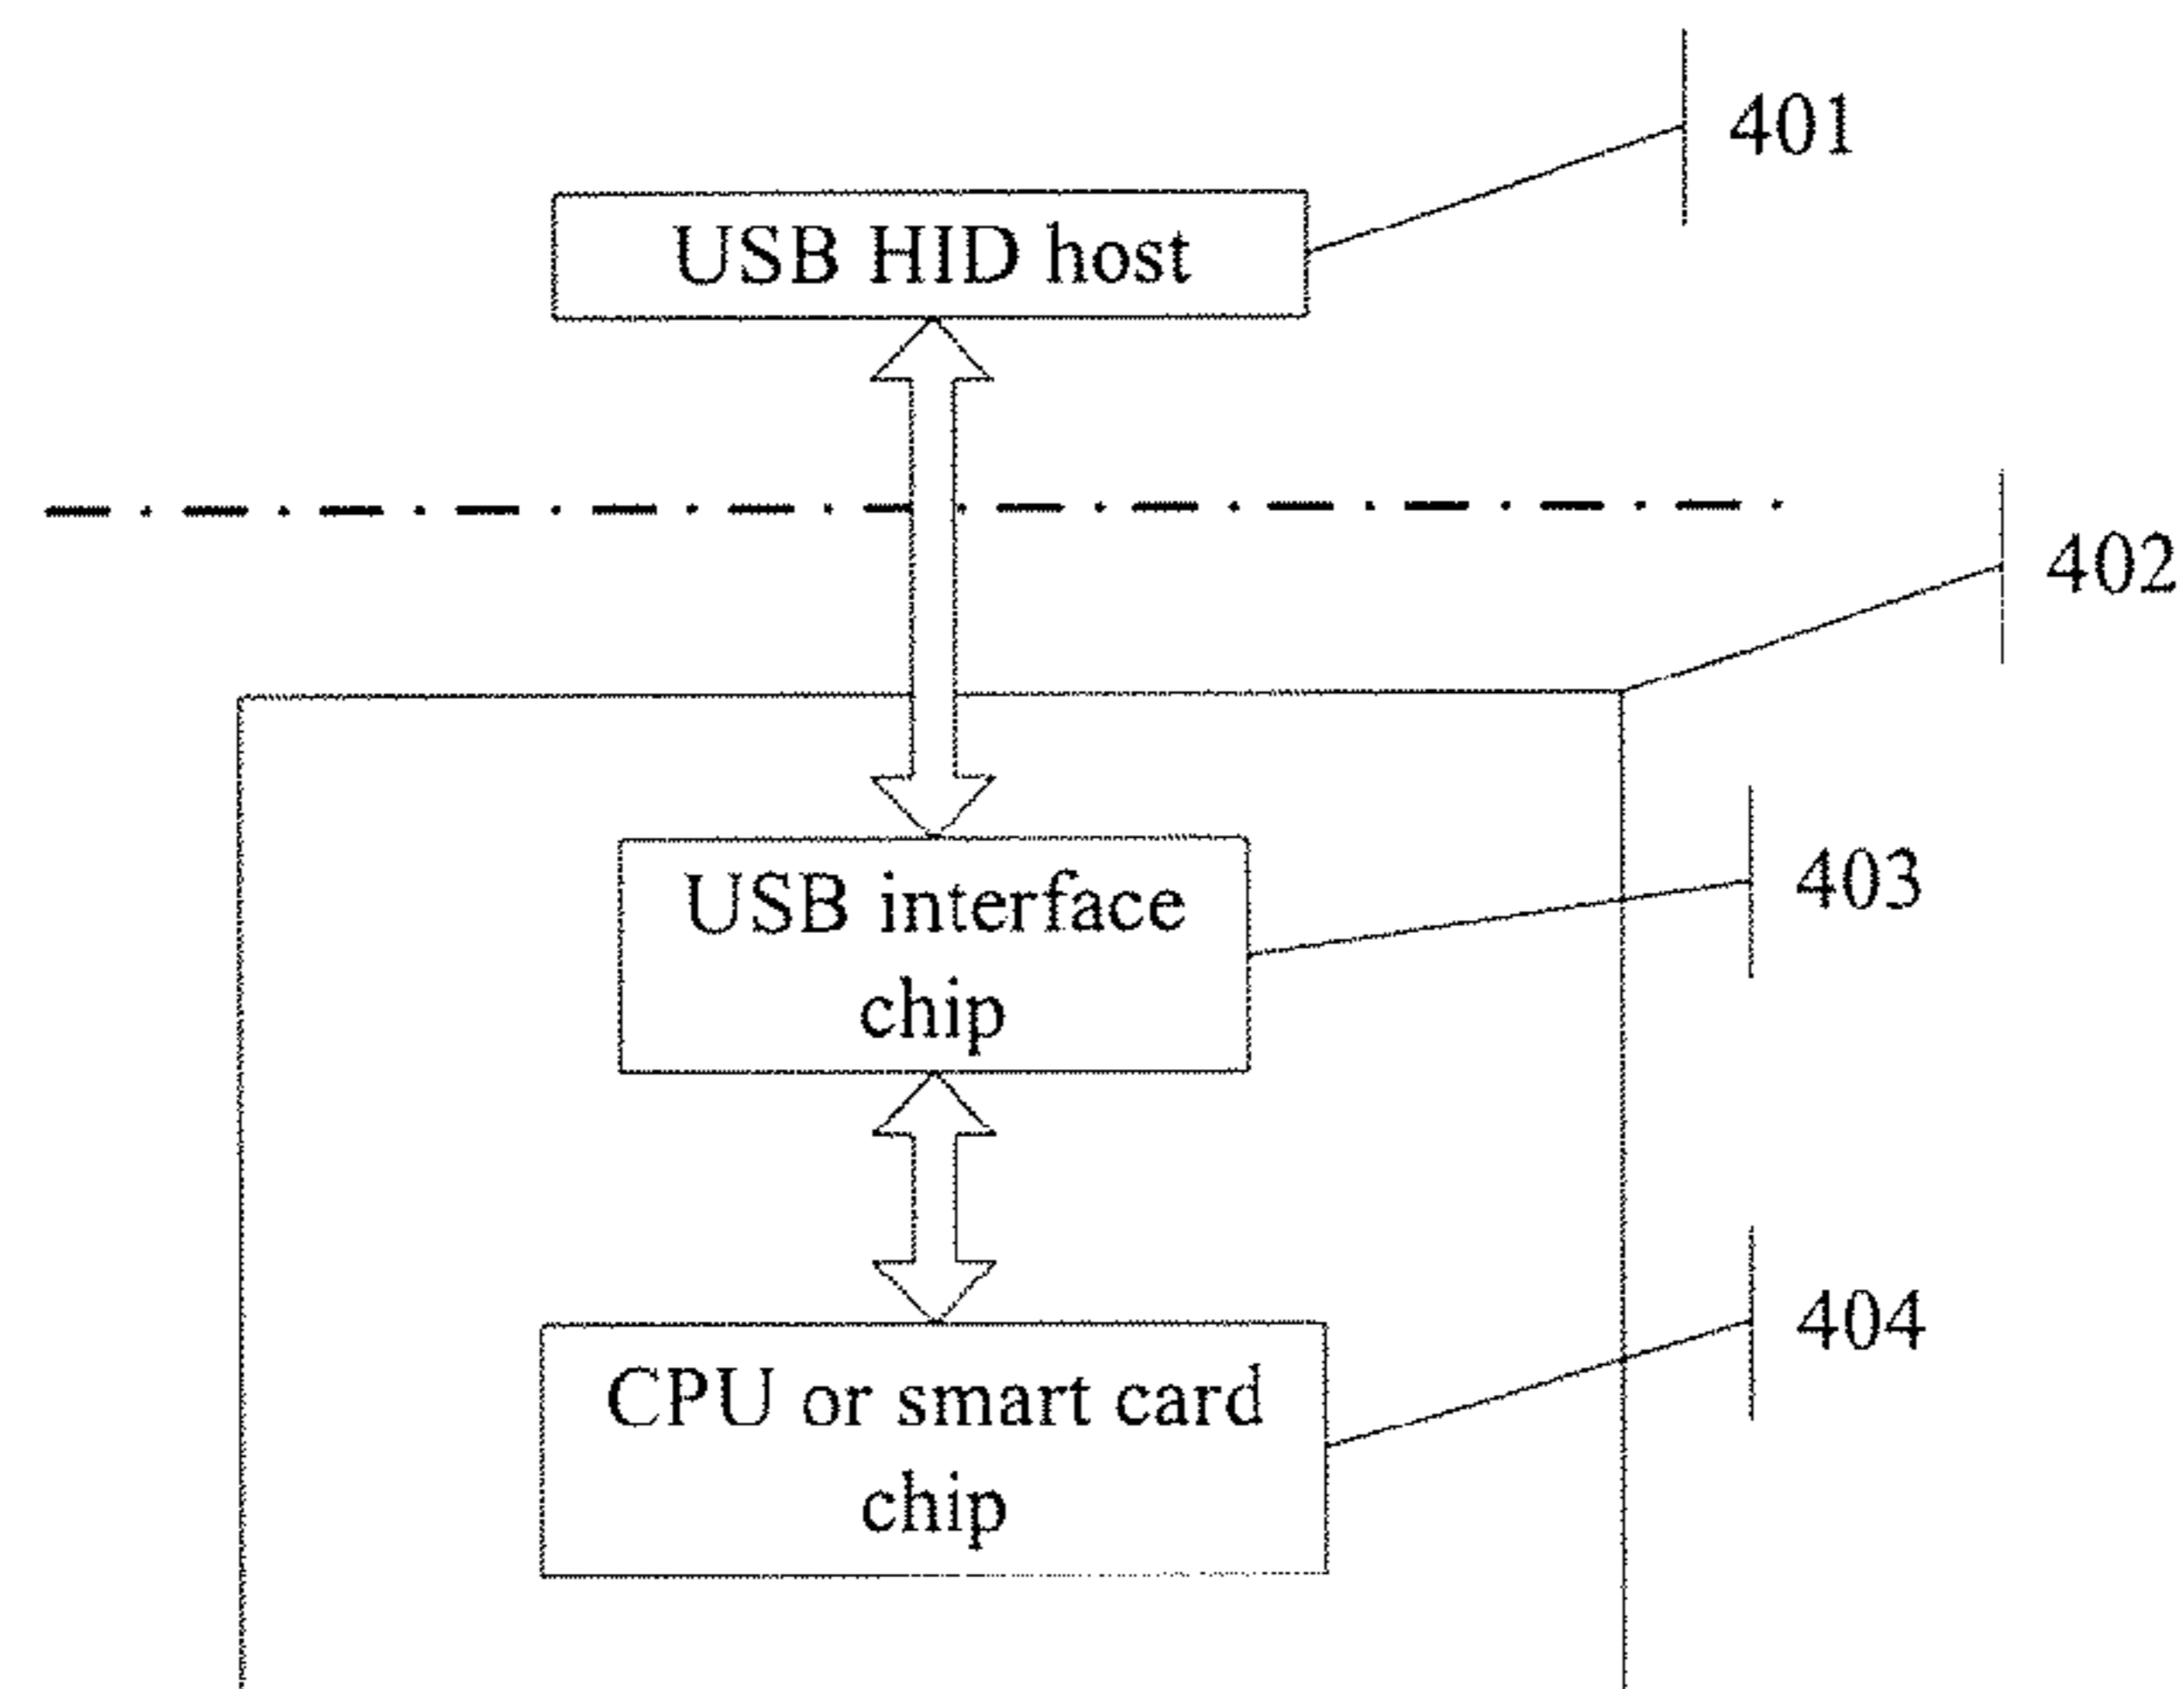 401
USB HID host
402
USB interface
chip
403
CPU or smart card
chip
404